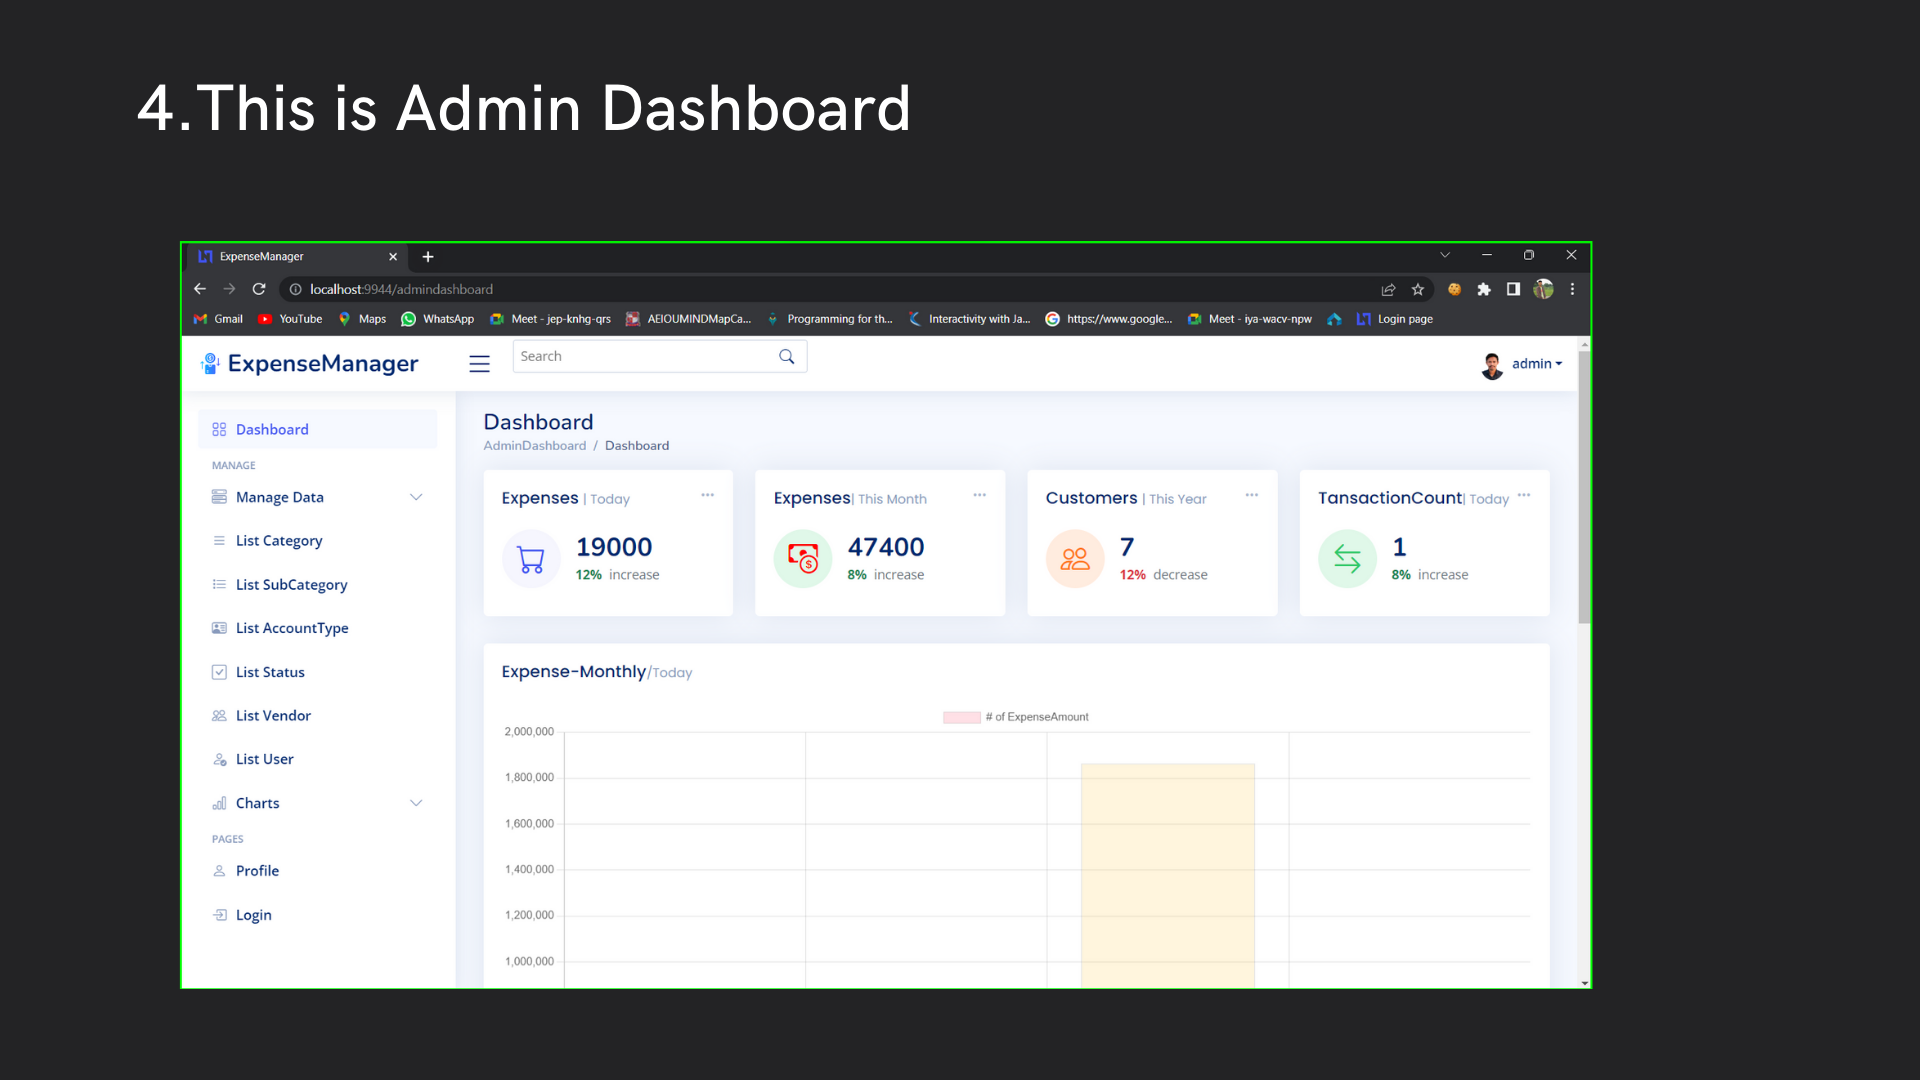 4.This is Admin Dashboard
ExpenseManager
localhost:9944/admindashboard
Gmail YouTube Maps WhatsApp Meet - jep-knhg-qrs AEIOUMINDMapCa... Programming for th... Interactivity with Ja... https://www.google... Meet - iya-wacv-npw Login page
ExpenseManager
Search
admin
Dashboard
MANAGE
Manage Data
List Category
List SubCategory
List AccountType
List Status
List Vendor
List User
Charts
PAGES
Profile
Login
Dashboard
AdminDashboard / Dashboard
Expenses | Today
19000
12% increase
Expenses| This Month
47400
8% increase
Customers | This Year
7
12% decrease
TansactionCount| Today
1
8% increase
Expense-Monthly/Today
# of ExpenseAmount
2,000,000
1,800,000
1,600,000
1,400,000
1,200,000
1,000,000